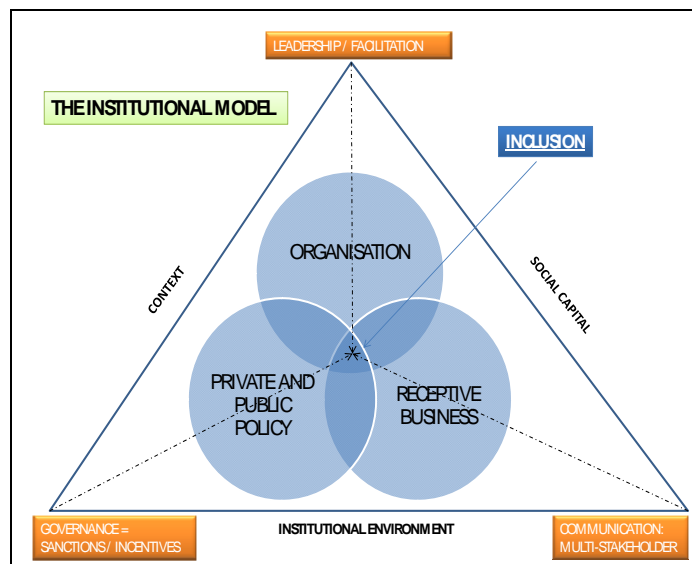 LEADERSHIP / FACILITATION
THE INSTITUTIONAL MODEL
INCLUSION
ORGANISATION
CONTEXT
SOCIAL CAPITAL
PRIVATE AND
PUBLIC
POLICY
RECEPTIVE
BUSINESS
GOVERNANCE =
SANCTIONS / INCENTIVES
INSTITUTIONAL ENVIRONMENT
COMMUNICATION:
MULTI-STAKEHOLDER